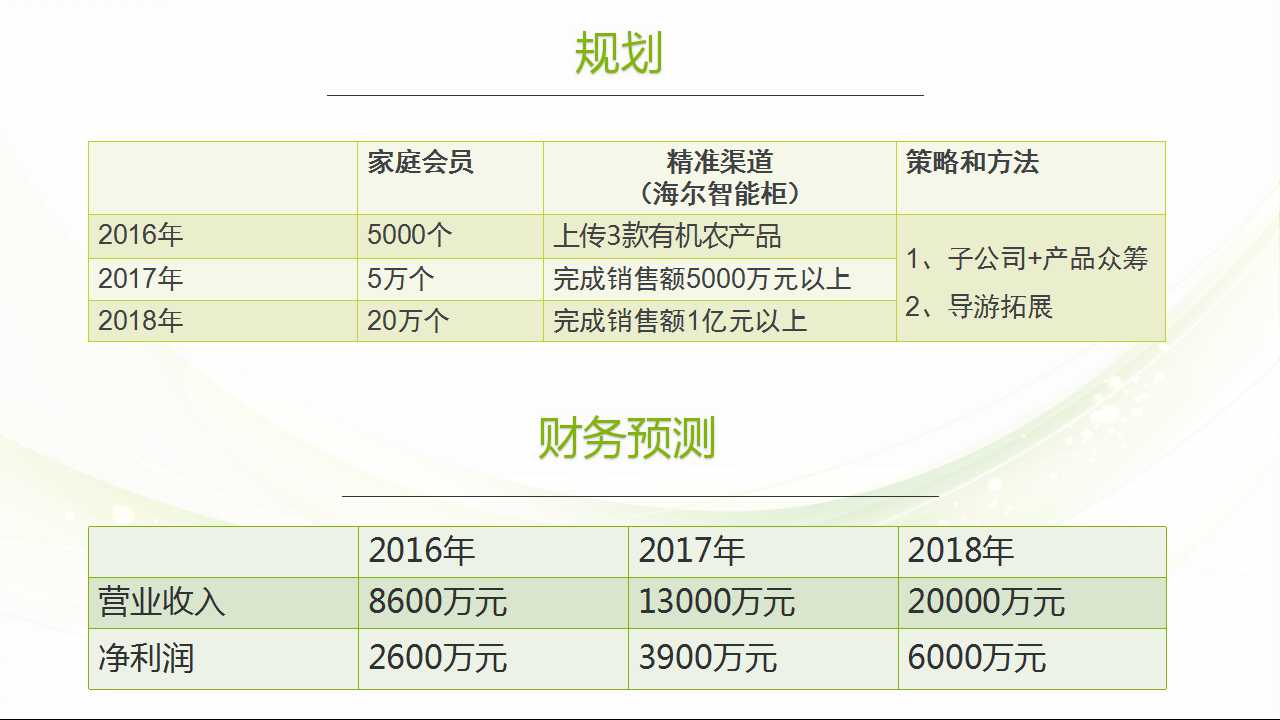 规划
家庭会员 精准渠道 策略和方法
（海尔智能柜）
2016年 5000个 上传3款有机农产品
1、子公司+产品众筹
2017年 5万个 完成销售额5000万元以上
2、导游拓展
2018年 20万个 完成销售额1亿元以上
财务预测
2016年 2017年 2018年
营业收入 8600万元 13000万元 20000万元
净利润 2600万元 3900万元 6000万元